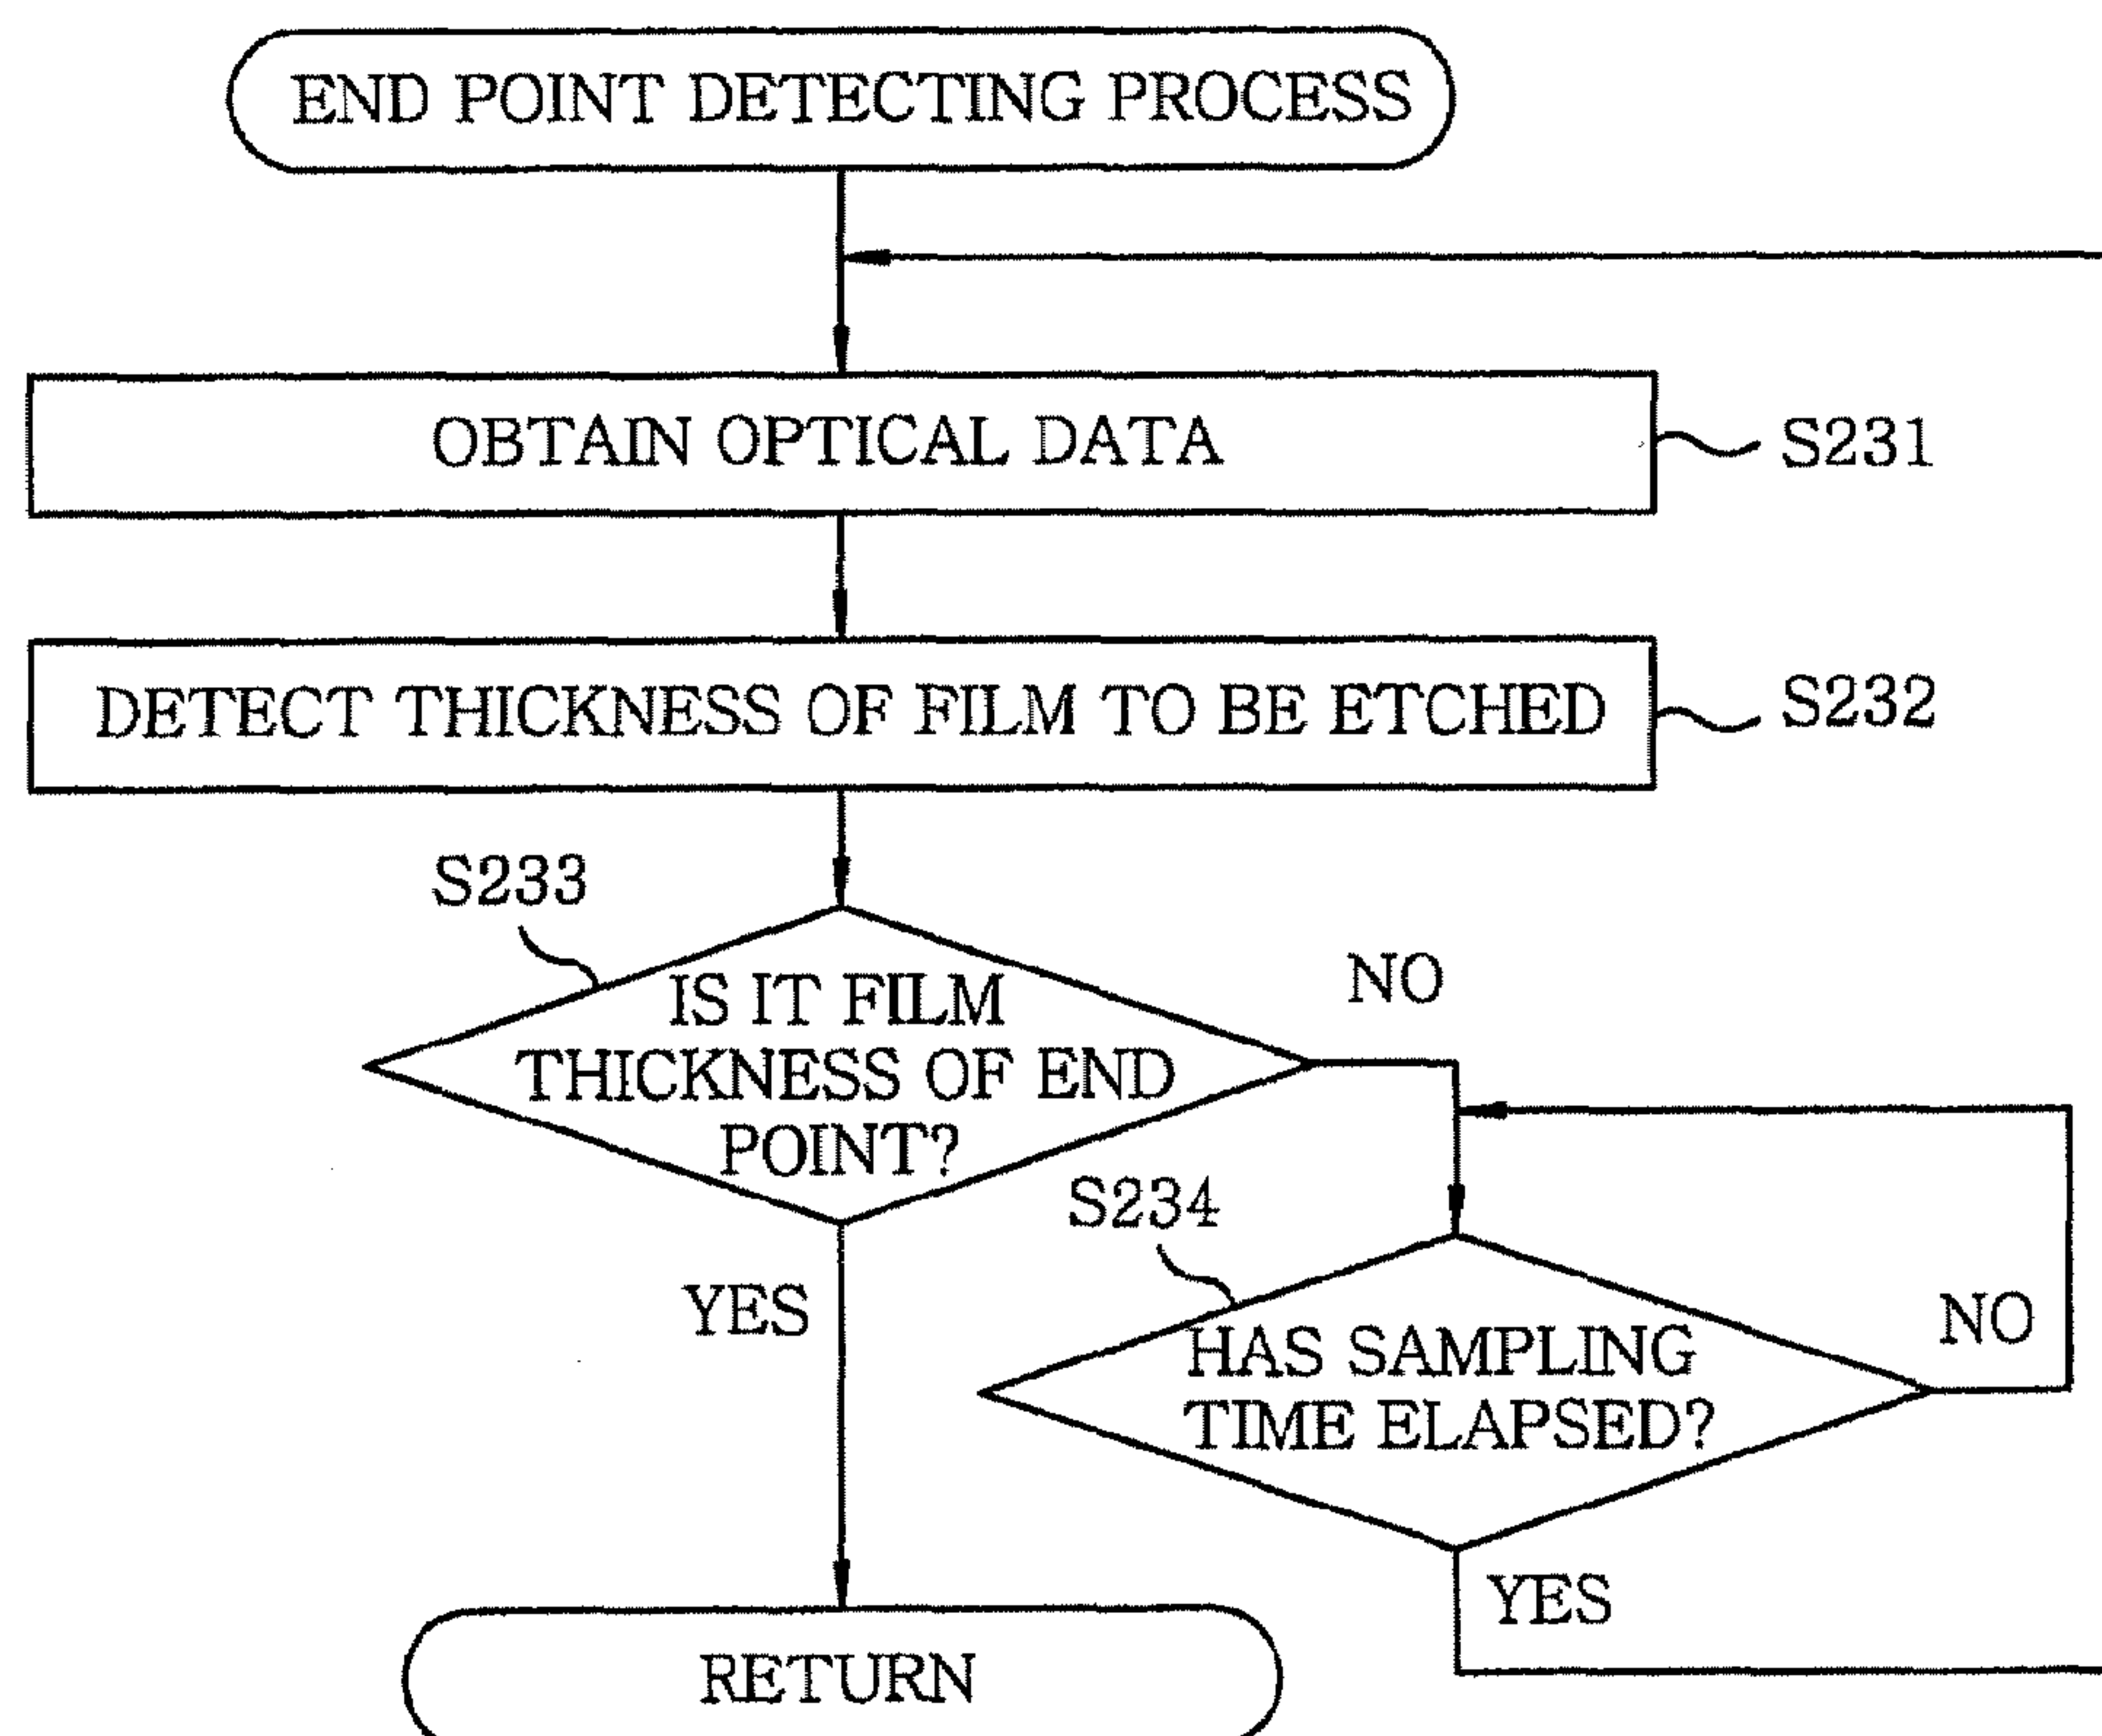 END POINT DETECTING PROCESS
OBTAIN OPTICAL DATA
S231
DETECT THICKNESS OF FILM TO BE ETCHED
S232
S233
IS IT FILM
THICKNESS OF END
POINT?
NO
YES
S234
HAS SAMPLING
TIME ELAPSED?
NO
YES
RETURN